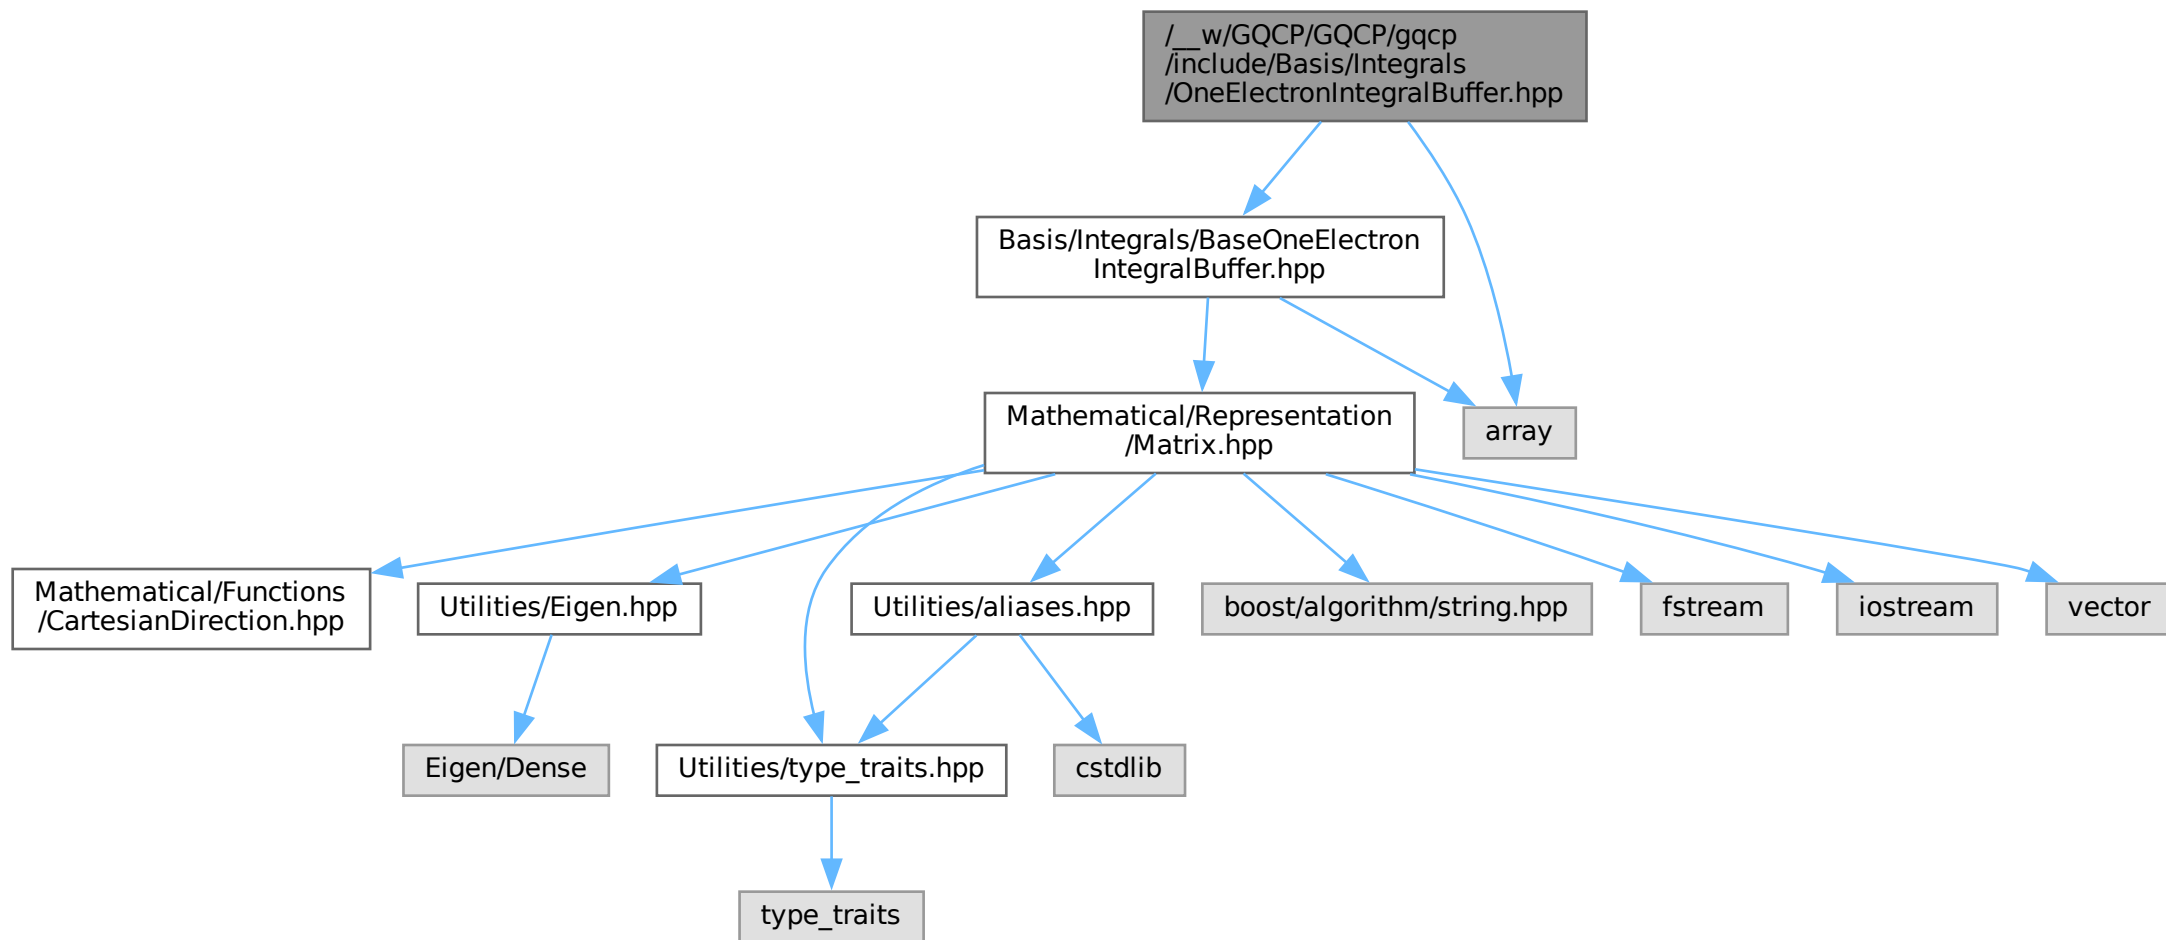 /__w/GQCP/GQCP/gqcp
/include/Basis/Integrals
/OneElectronIntegralBuffer.hpp
Basis/Integrals/BaseOneElectron
IntegralBuffer.hpp
Mathematical/Representation
/Matrix.hpp
array
Mathematical/Functions
/CartesianDirection.hpp
Utilities/Eigen.hpp
Utilities/aliases.hpp
boost/algorithm/string.hpp
fstream
iostream
vector
Eigen/Dense
Utilities/type_traits.hpp
cstdlib
type_traits